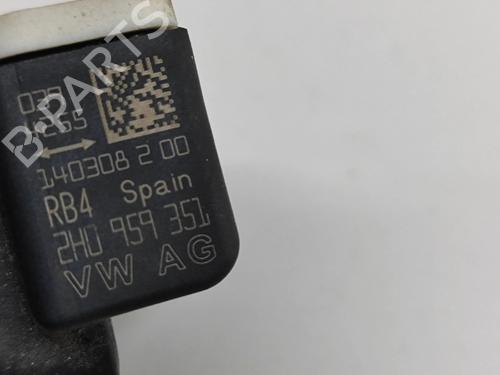 140308 2 00
RB4 Spain
2H0 959 351
VW AG
B-PARTS